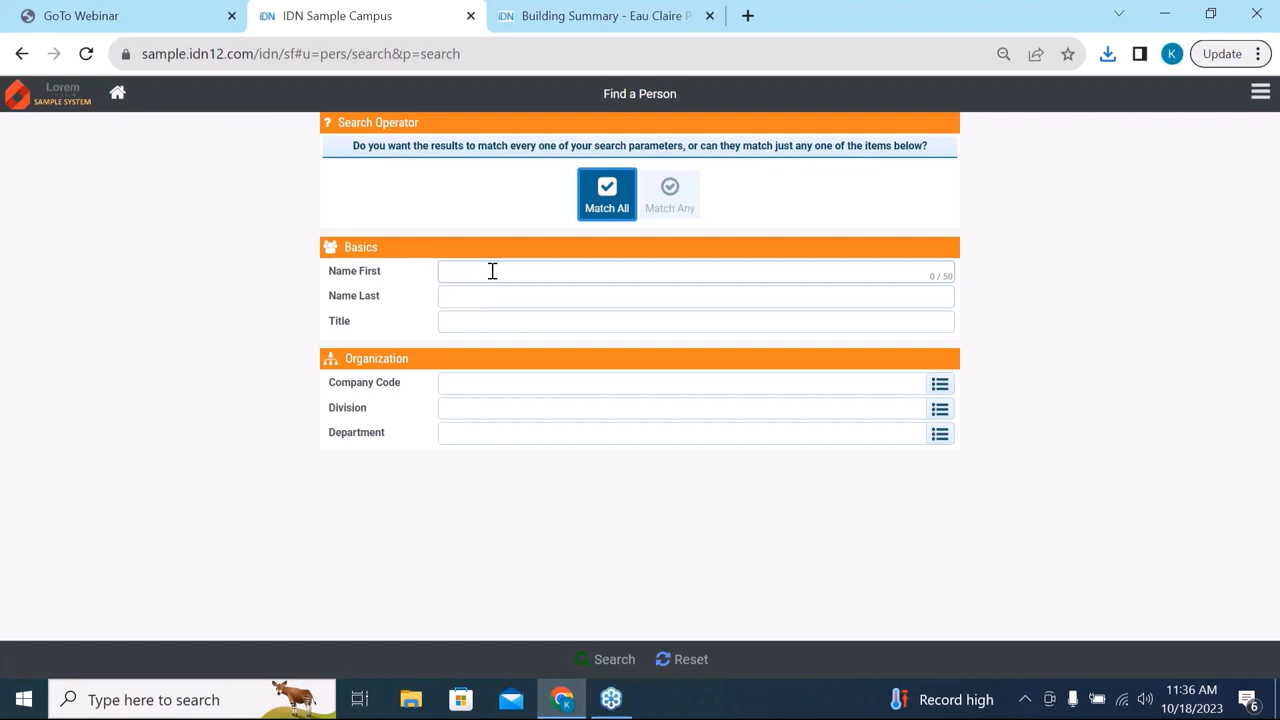 GoTo Webinar
IDN IDN Sample Campus
IDN Building Summary - Eau Claire P
sample.idn12.com/idn/sf#u=pers/search&p=search
K
Update
Lorem
SAMPLE SYSTEM
Find a Person
? Search Operator
Do you want the results to match every one of your search parameters, or can they match just any one of the items below?
Match All
Match Any
Basics
Name First
0 / 50
Name Last
Title
Organization
Company Code
Division
Department
Search
Reset
Type here to search
K
Record high
11:36 AM
10/18/2023
6